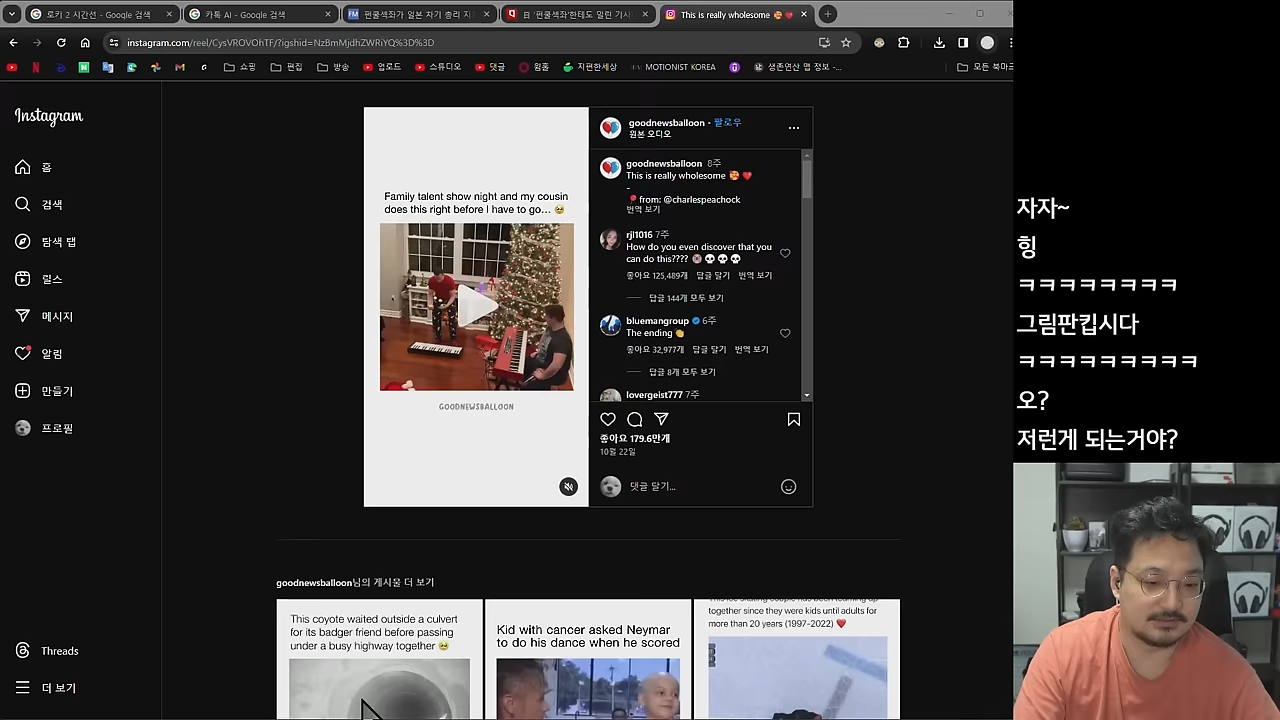 로키 2 시간선 - Google 검색
카톡 AI - Google 검색
편쿨섹좌가 일본 차기 총리 지
日 '펀쿨섹좌'한테도 밀린 기시
This is really wholesome 🥰 ❤️
instagram.com/reel/CysVROVOhTF/?igshid=NzBmMjdhZWRiYQ%3D%3D
쇼핑
편집
방송
업로드
스튜디오
댓글
원홈
지편한세상
MOTIONIST KOREA
생존연산 맵 정보 -...
모든 북마크
Instagram
홈
검색
탐색 탭
릴스
메시지
알림
만들기
프로필
Threads
더 보기
Family talent show night and my cousin
does this right before I have to go... 🥹
GOODNEWSBALLOON
goodnewsballoon • 팔로우
원본 오디오
goodnewsballoon 8주
This is really wholesome 🥰 ❤️
-
🎈from: @charlespeachock
번역 보기
rjl1016 7주
How do you even discover that you
can do this????
좋아요 125,489개 답글 달기 번역 보기
답글 144개 모두 보기
bluemangroup 6주
The ending 👏
좋아요 32,977개 답글 달기 번역 보기
답글 8개 모두 보기
lovergeist777 7주
좋아요 179.6만개
10월 22일
댓글 달기...
goodnewsballoon님의 게시물 더 보기
This coyote waited outside a culvert
for its badger friend before passing
under a busy highway together 🥹
Kid with cancer asked Neymar
to do his dance when he scored
This ice skating couple has been teaming up
together since they were kids until adults for
more than 20 years (1997-2022) ❤️
자자~
힝
ㅋㅋㅋㅋㅋㅋㅋㅋ
그림판킵시다
ㅋㅋㅋㅋㅋㅋㅋㅋㅋ
오?
저런게 되는거야?